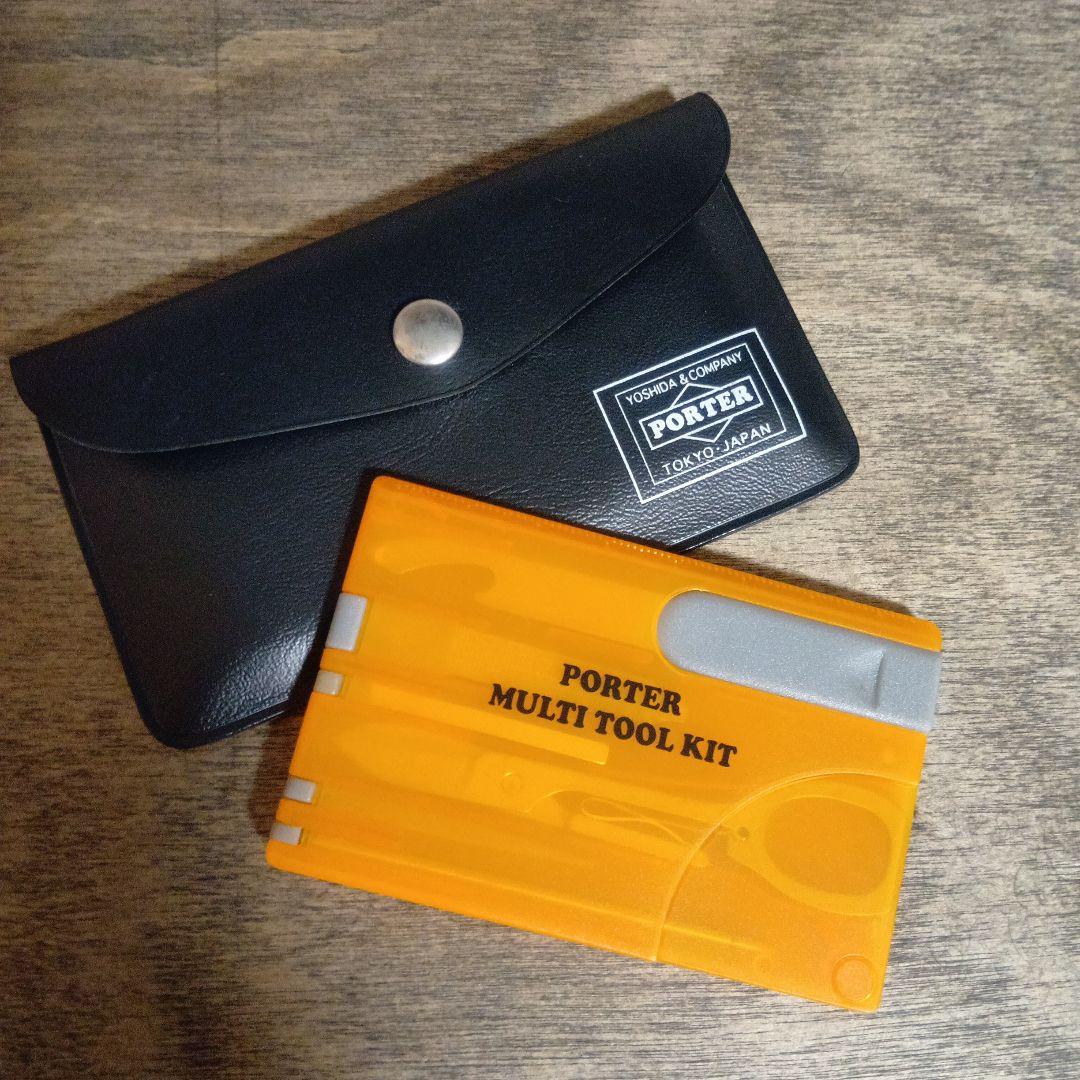 YOSHIDA & COMPANY
PORTER
TOKYO・JAPAN
PORTER
MULTI TOOL KIT